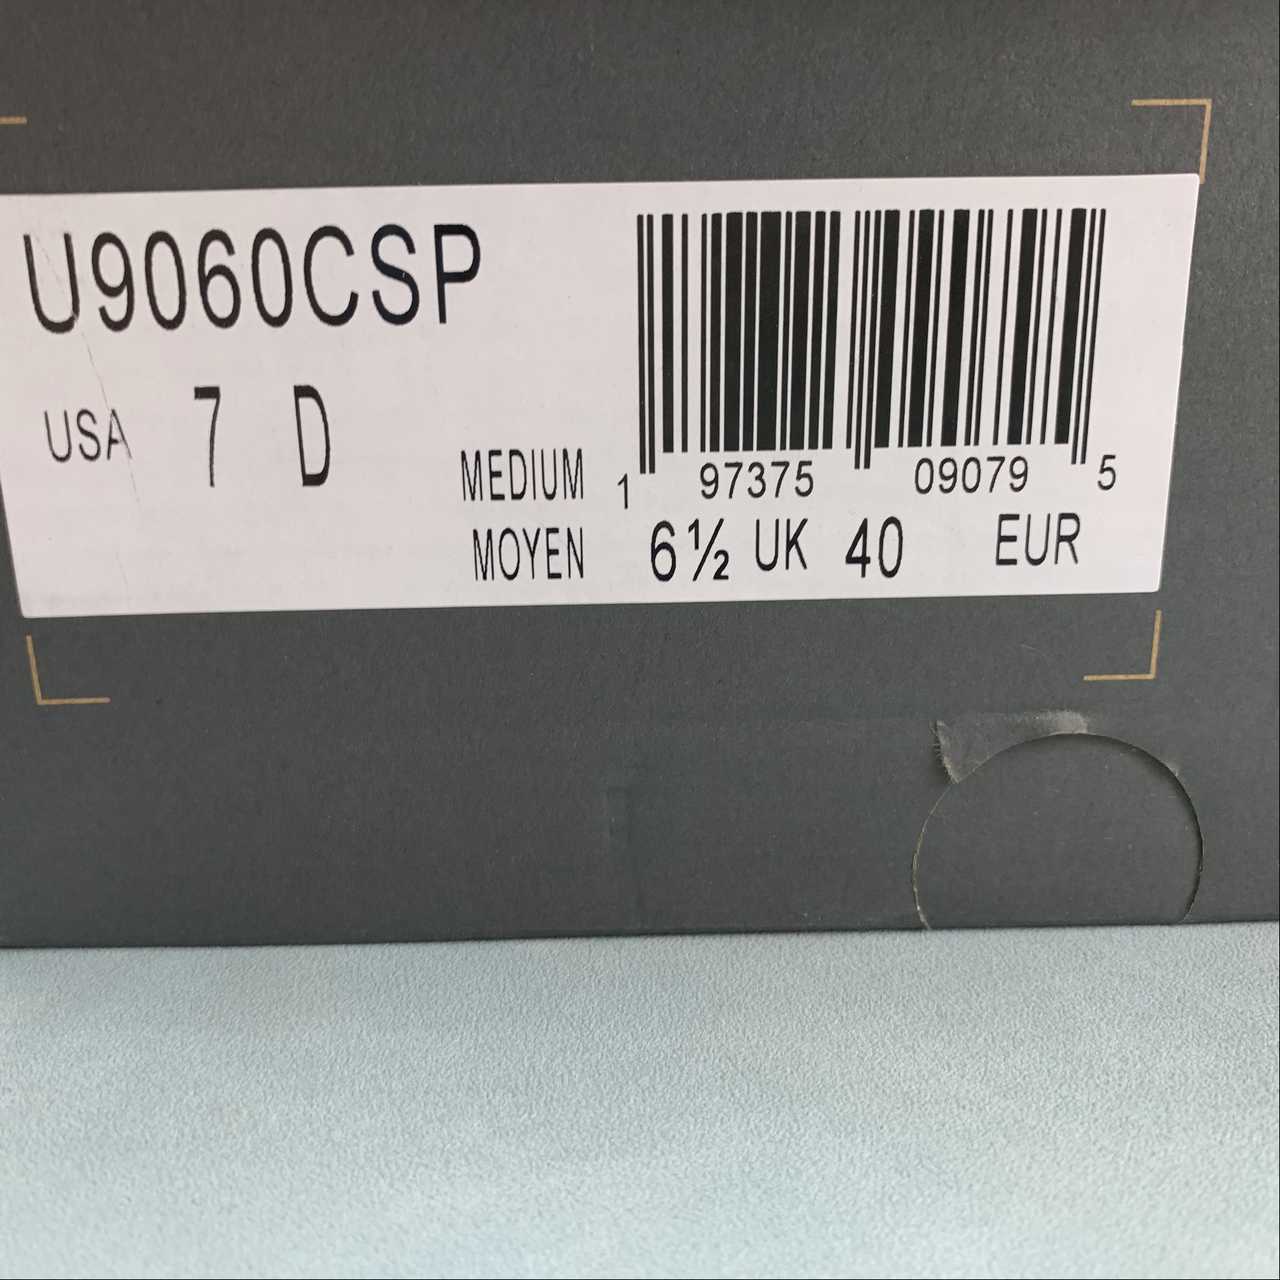 U9060CSP
USA 7 D
MEDIUM 1 97375 09079 5
MOYEN 6½ UK 40 EUR